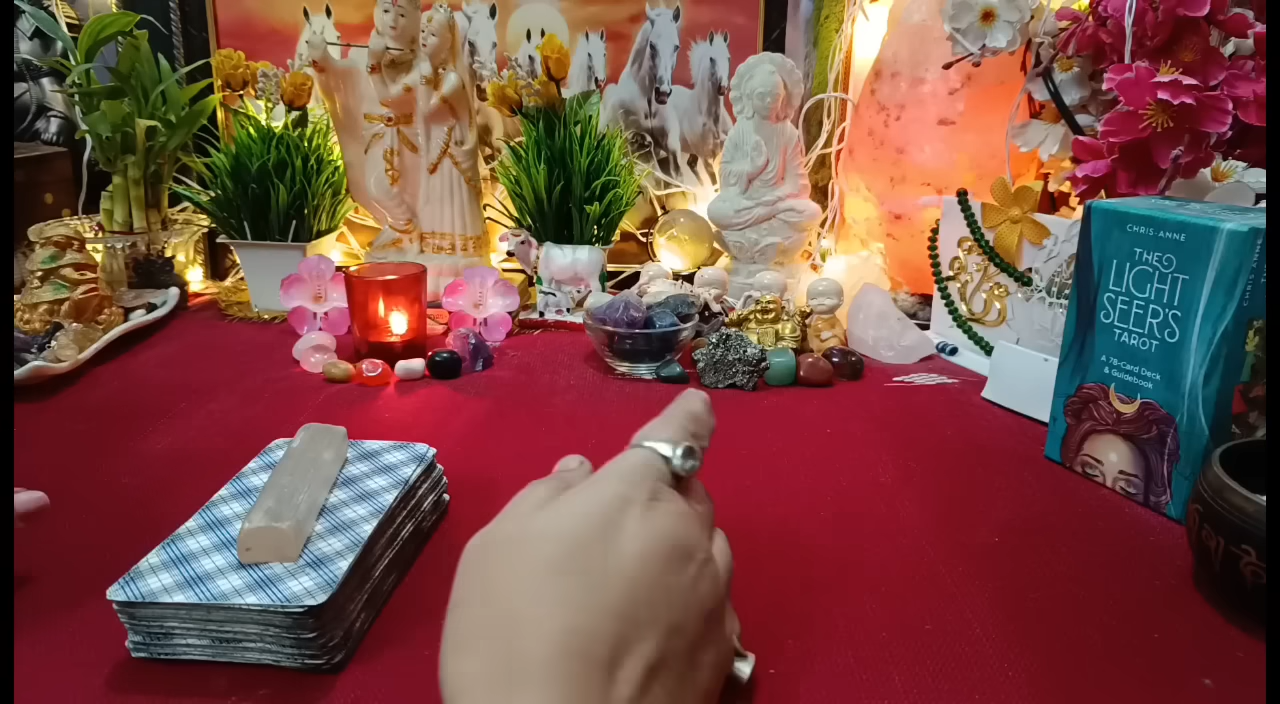 CHRIS-ANNE
THE
LIGHT
SEER'S
TAROT
A 78-Card Deck
& Guidebook